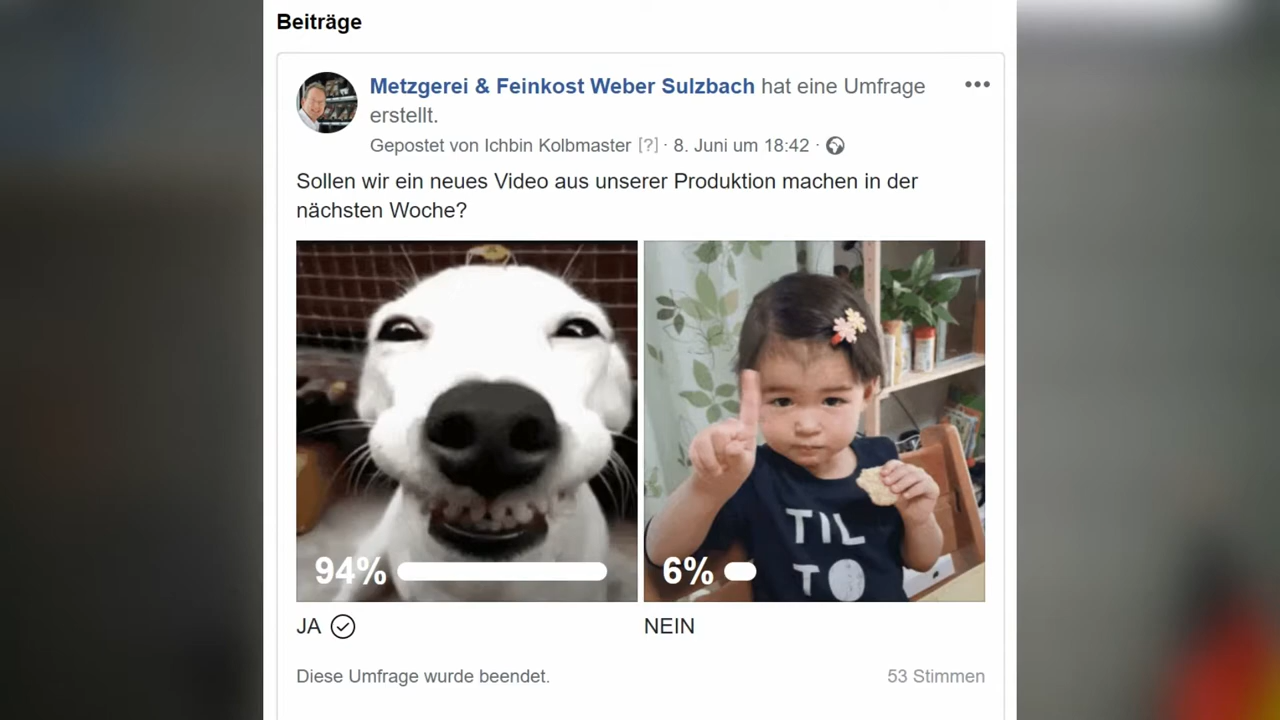 Beiträge
Metzgerei & Feinkost Weber Sulzbach hat eine Umfrage
erstellt.
Gepostet von Ichbin Kolbmaster [?] · 8. Juni um 18:42 ·
Sollen wir ein neues Video aus unserer Produktion machen in der
nächsten Woche?
94%
6%
TIL
TO
JA
NEIN
Diese Umfrage wurde beendet.
53 Stimmen